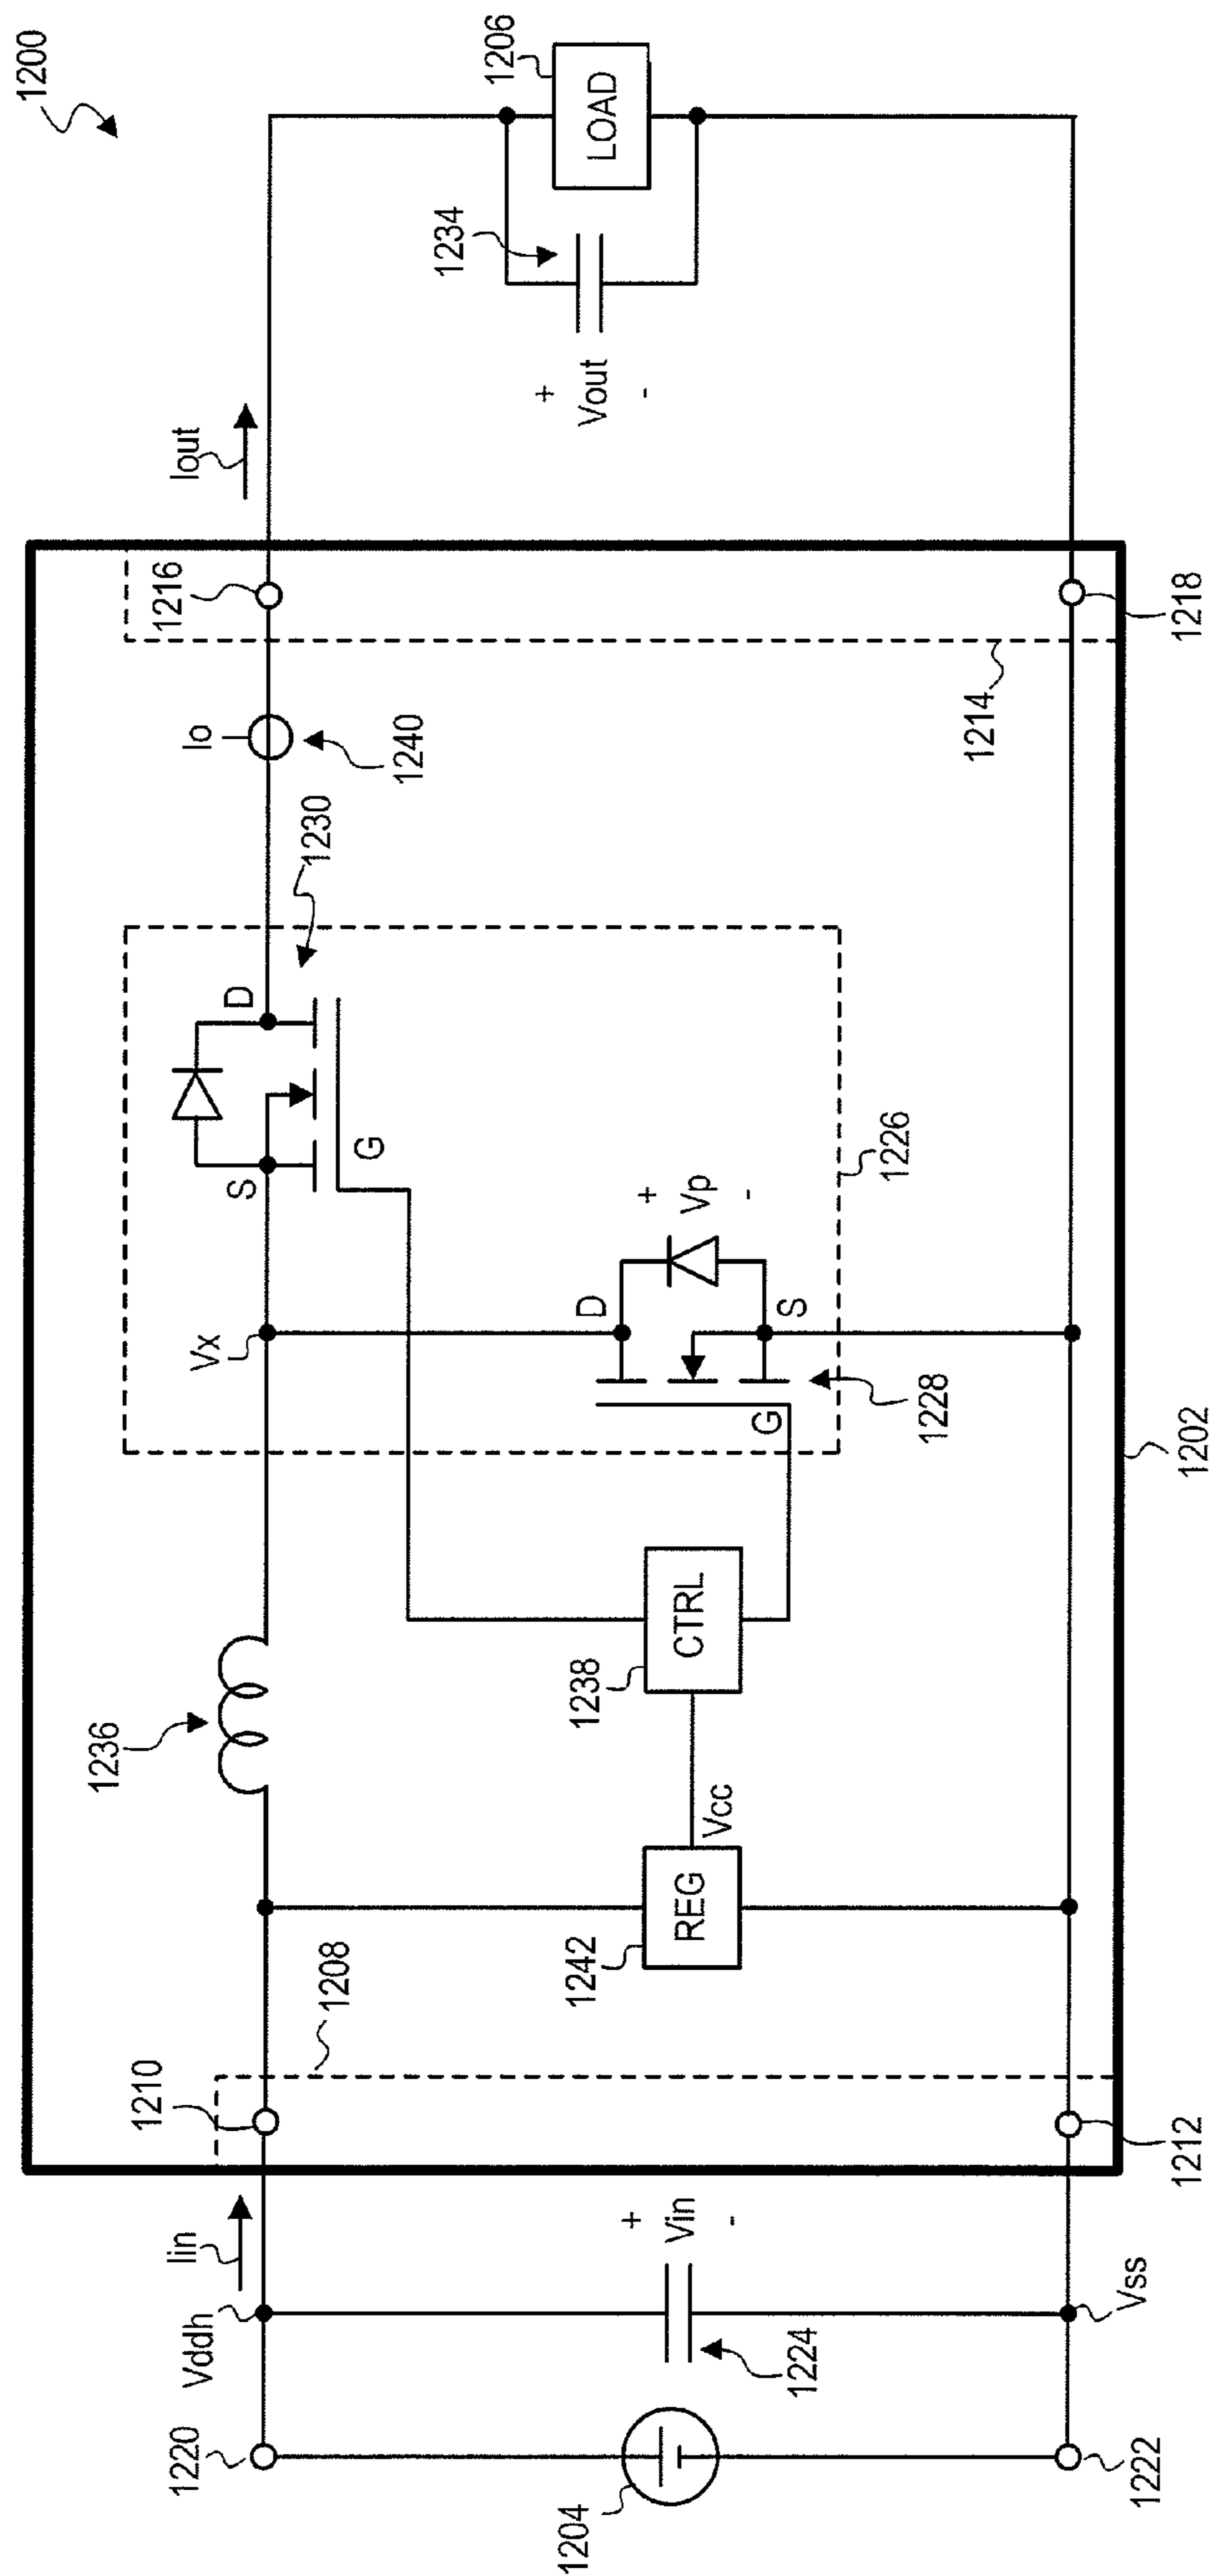 1200
1202
1204
1220
1222
Vddh
Iin
Vss
1224
+
Vin
-
1210
1212
1208
1236
1242
REG
Vcc
1238
CTRL
Vx
S
D
G
1230
D
S
G
+
Vp
-
1228
1226
Io
1240
1216
1218
1214
Iout
+
Vout
-
1234
LOAD
1206